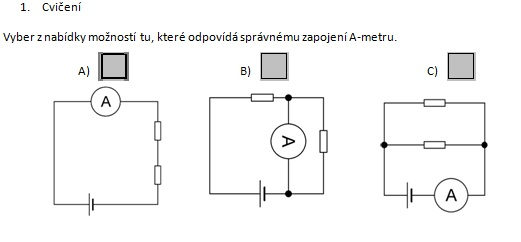 1. Cvičení
Vyber z nabídky možností tu, které odpovídá správnému zapojení A-metru.
A) B) C)
A A A